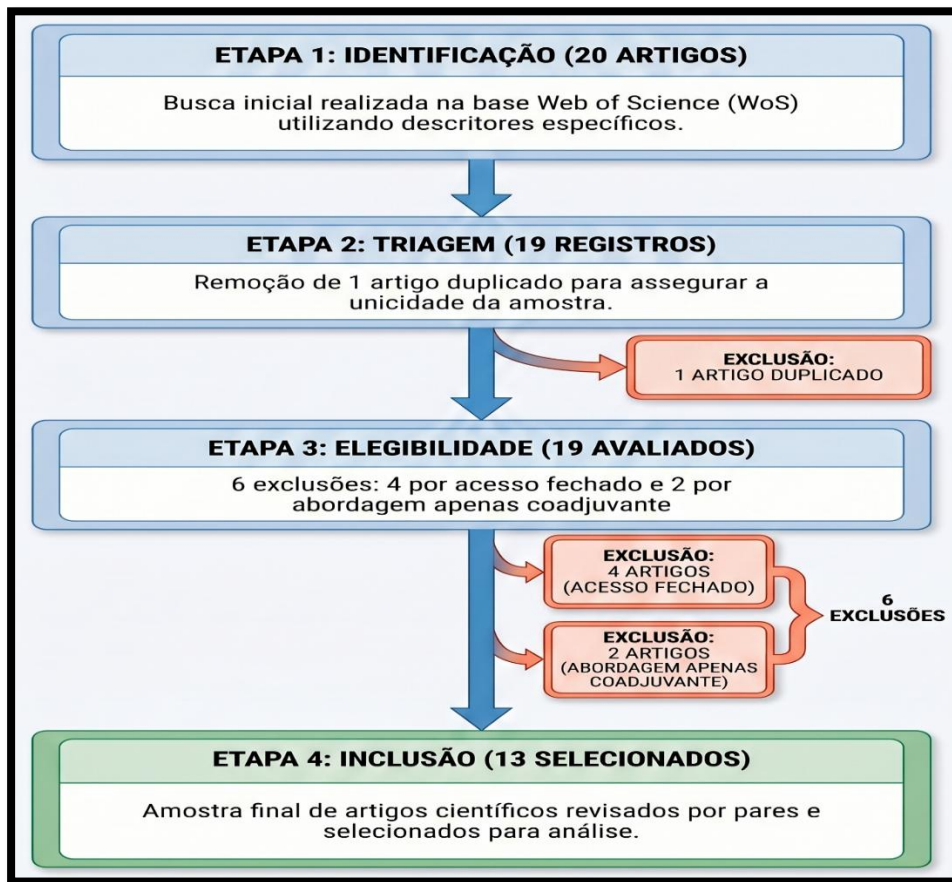 ETAPA 1: IDENTIFICAÇÃO (20 ARTIGOS)
Busca inicial realizada na base Web of Science (WoS)
utilizando descritores específicos.
ETAPA 2: TRIAGEM (19 REGISTROS)
Remoção de 1 artigo duplicado para assegurar a
unicidade da amostra.
EXCLUSÃO:
1 ARTIGO DUPLICADO
ETAPA 3: ELEGIBILIDADE (19 AVALIADOS)
6 exclusões: 4 por acesso fechado e 2 por
abordagem apenas coadjuvante
EXCLUSÃO:
4 ARTIGOS
(ACESSO FECHADO)
6
EXCLUSÕES
EXCLUSÃO:
2 ARTIGOS
(ABORDAGEM APENAS
COADJUVANTE)
ETAPA 4: INCLUSÃO (13 SELECIONADOS)
Amostra final de artigos científicos revisados por pares e
selecionados para análise.